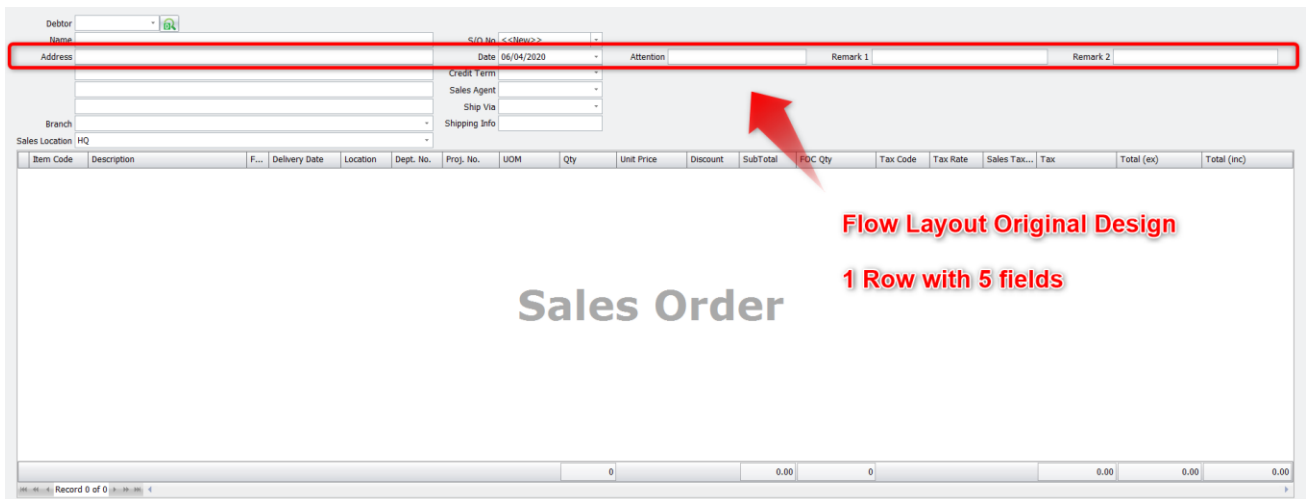 Debtor
Name S/O No <<New>>
Address Date 06/04/2020 Attention Remark 1 Remark 2
Credit Term
Sales Agent
Ship Via
Branch Shipping Info
Sales Location HQ
Item Code Description F... Delivery Date Location Dept. No. Proj. No. UOM Qty Unit Price Discount SubTotal FOC Qty Tax Code Tax Rate Sales Tax... Tax Total (ex) Total (inc)
Flow Layout Original Design
1 Row with 5 fields
Sales Order
0 0.00 0 0.00 0.00 0.00
Record 0 of 0